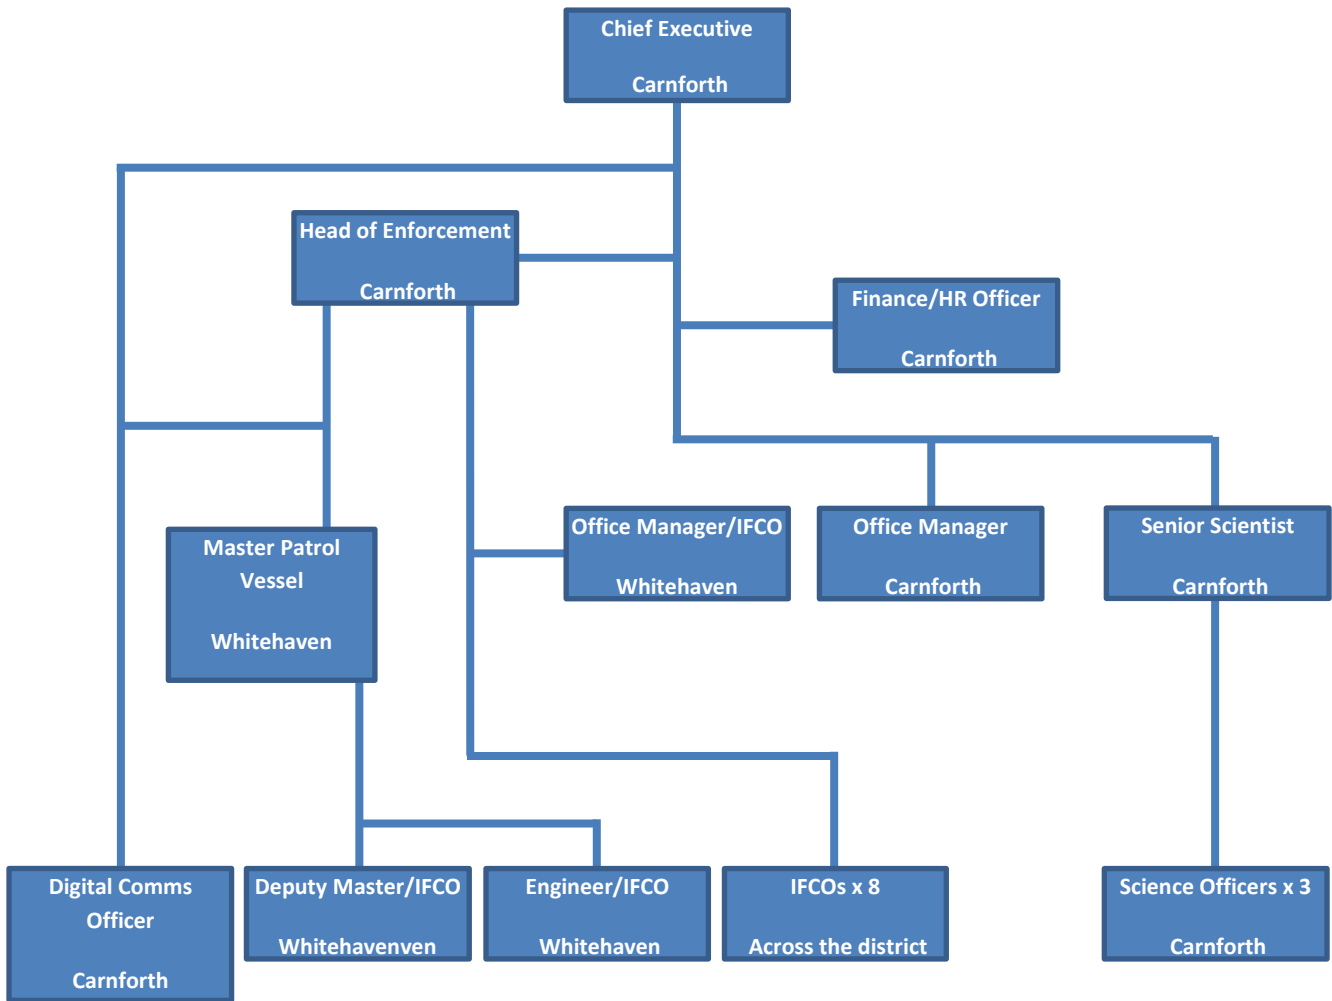 Chief Executive
Carnforth
Head of Enforcement
Carnforth
Finance/HR Officer
Carnforth
Master Patrol
Vessel
Whitehaven
Office Manager/IFCO
Whitehaven
Office Manager
Carnforth
Senior Scientist
Carnforth
Digital Comms
Officer
Carnforth
Deputy Master/IFCO
Whitehavenven
Engineer/IFCO
Whitehaven
IFCOs x 8
Across the district
Science Officers x 3
Carnforth